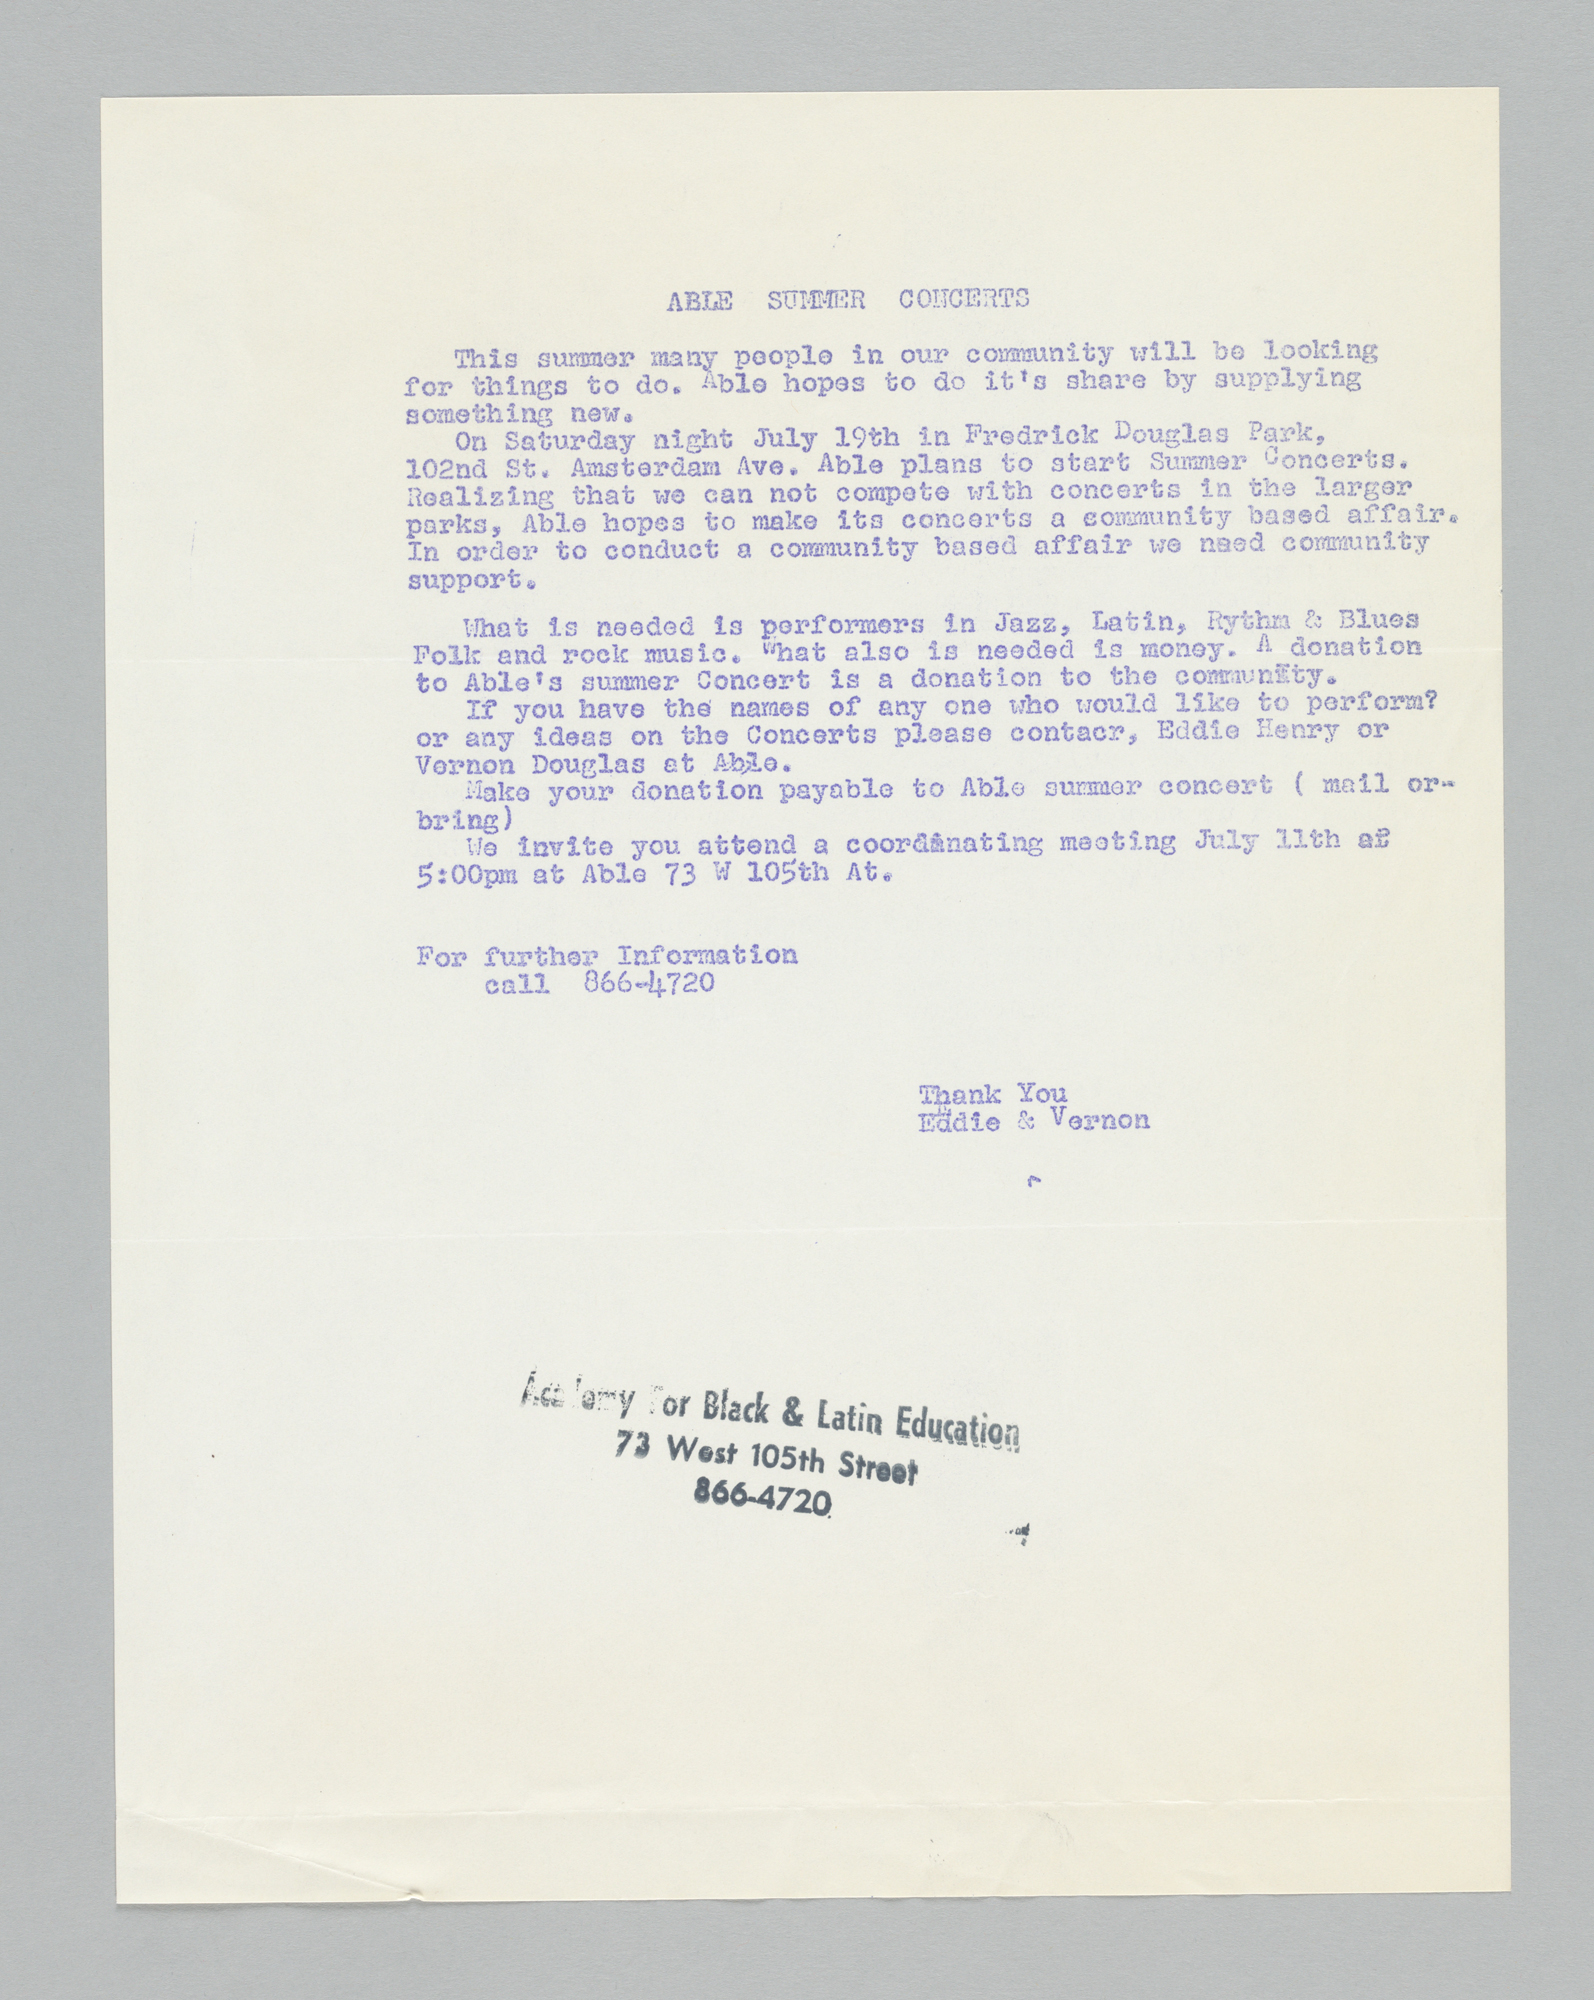 ABLE SUMMER CONCERTS
This summer many people in our community will be looking
for things to do. Able hopes to do it's share by supplying
something new.
On Saturday night July 19th in Fredrick Douglas Park,
102nd St. Amsterdam Ave. Able plans to start Summer Concerts.
Realizing that we can not compete with concerts in the larger
parks, Able hopes to make its concerts a community based affair.
In order to conduct a community based affair we need community
support.
What is needed is performers in Jazz, Latin, Rythm & Blues
Folk and rock music. What also is needed is money. A donation
to Able's summer Concert is a donation to the community.
If you have the names of any one who would like to perform?
or any ideas on the Concerts please contacr, Eddie Henry or
Vernon Douglas at Able.
Make your donation payable to Able summer concert ( mail or-
bring)
We invite you attend a coordinating meeting July 11th at
5:00pm at Able 73 W 105th At.
For further Information
call 866-4720
Thank You
Eddie & Vernon
Academy For Black & Latin Education
73 West 105th Street
866-4720